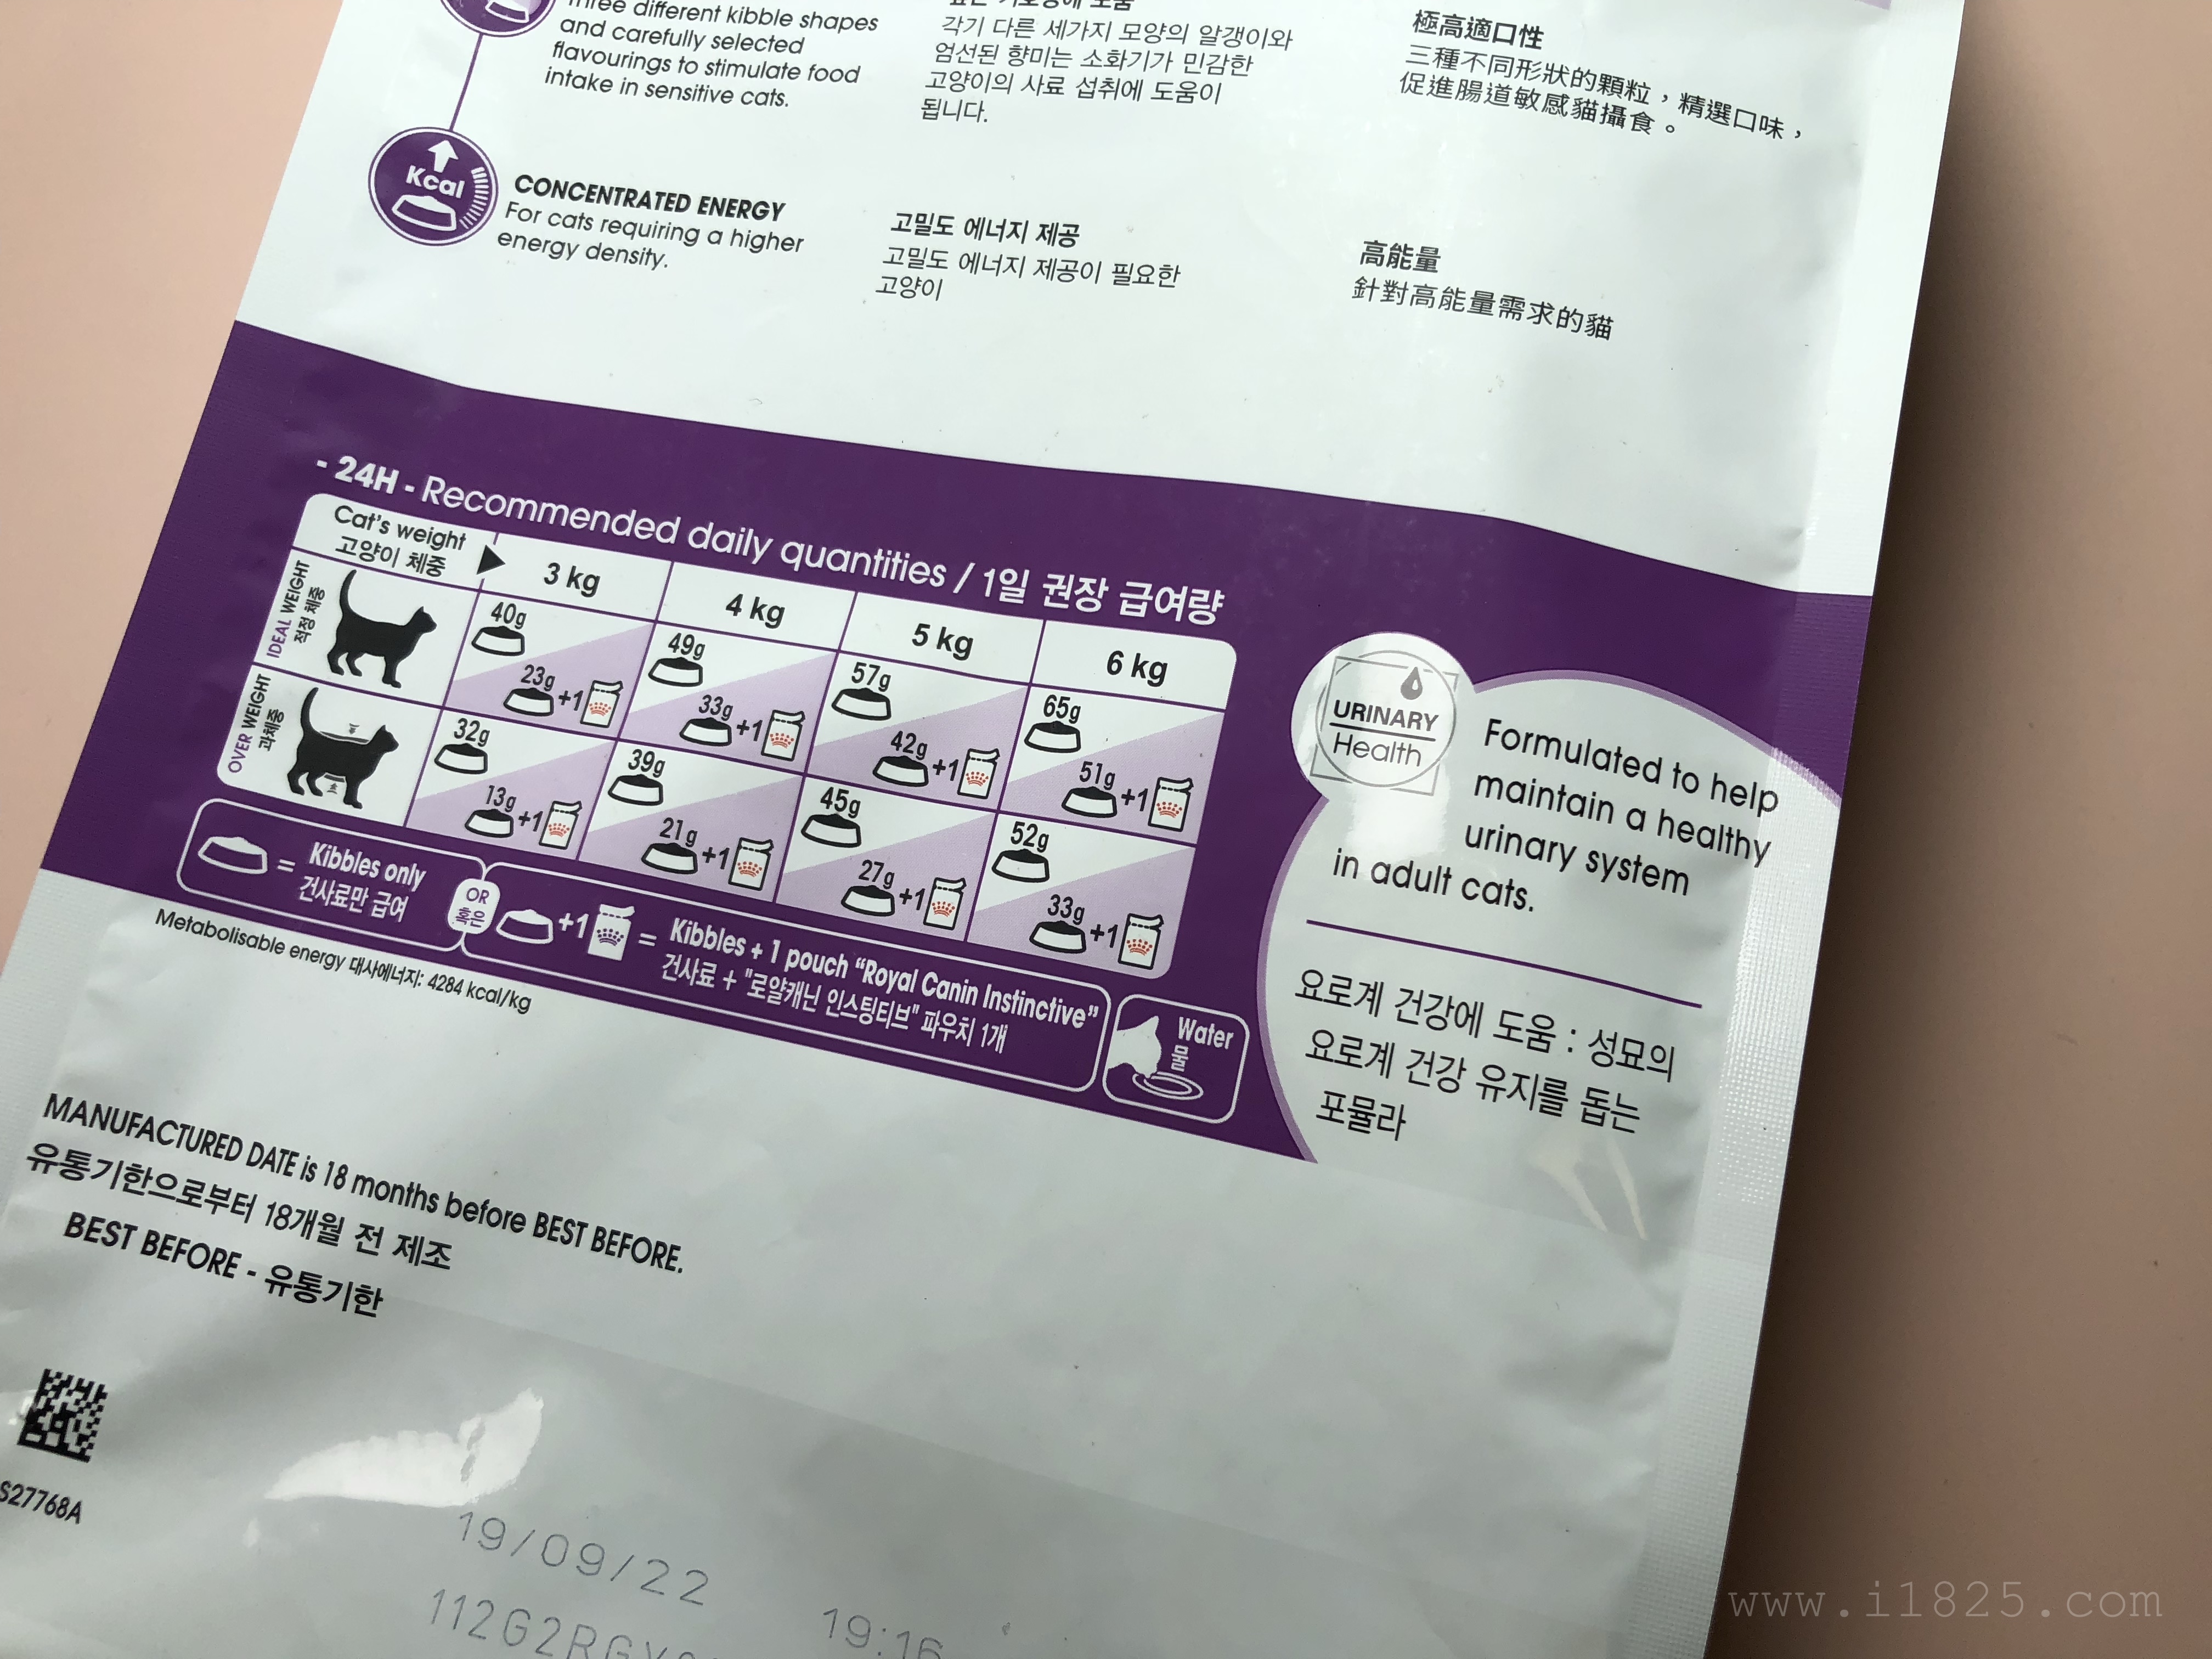 Three different kibble shapes
and carefully selected
flavourings to stimulate food
intake in sensitive cats.
각기 다른 세가지 모양의 알갱이와
엄선된 향미는 소화기가 민감한
고양이의 사료 섭취에 도움이
됩니다.
極高適口性
三種不同形狀的顆粒，精選口味，
促進腸道敏感貓攝食。
Kcal
CONCENTRATED ENERGY
For cats requiring a higher
energy density.
고밀도 에너지 제공
고밀도 에너지 제공이 필요한
고양이
高能量
針對高能量需求的貓
- 24H - Recommended daily quantities / 1일 권장 급여량
Cat's weight
고양이 체중
3 kg
4 kg
5 kg
6 kg
IDEAL WEIGHT
적정 체중
40g
23g +1
49g
33g +1
57g
42g +1
65g
51g +1
OVER WEIGHT
과체중
32g
13g +1
39g
21g +1
45g
27g +1
52g
33g +1
= Kibbles only
건사료만 급여
OR
혹은
+1 = Kibbles + 1 pouch “Royal Canin Instinctive”
건사료 + "로얄캐닌 인스팅티브" 파우치 1개
Water
물
Metabolisable energy 대사에너지: 4284 kcal/kg
URINARY
Health
Formulated to help
maintain a healthy
urinary system
in adult cats.
요로계 건강에 도움 : 성묘의
요로계 건강 유지를 돕는
포뮬라
MANUFACTURED DATE is 18 months before BEST BEFORE.
유통기한으로부터 18개월 전 제조
BEST BEFORE - 유통기한
S27768A
19/09/22
19:16
www.i1825.com